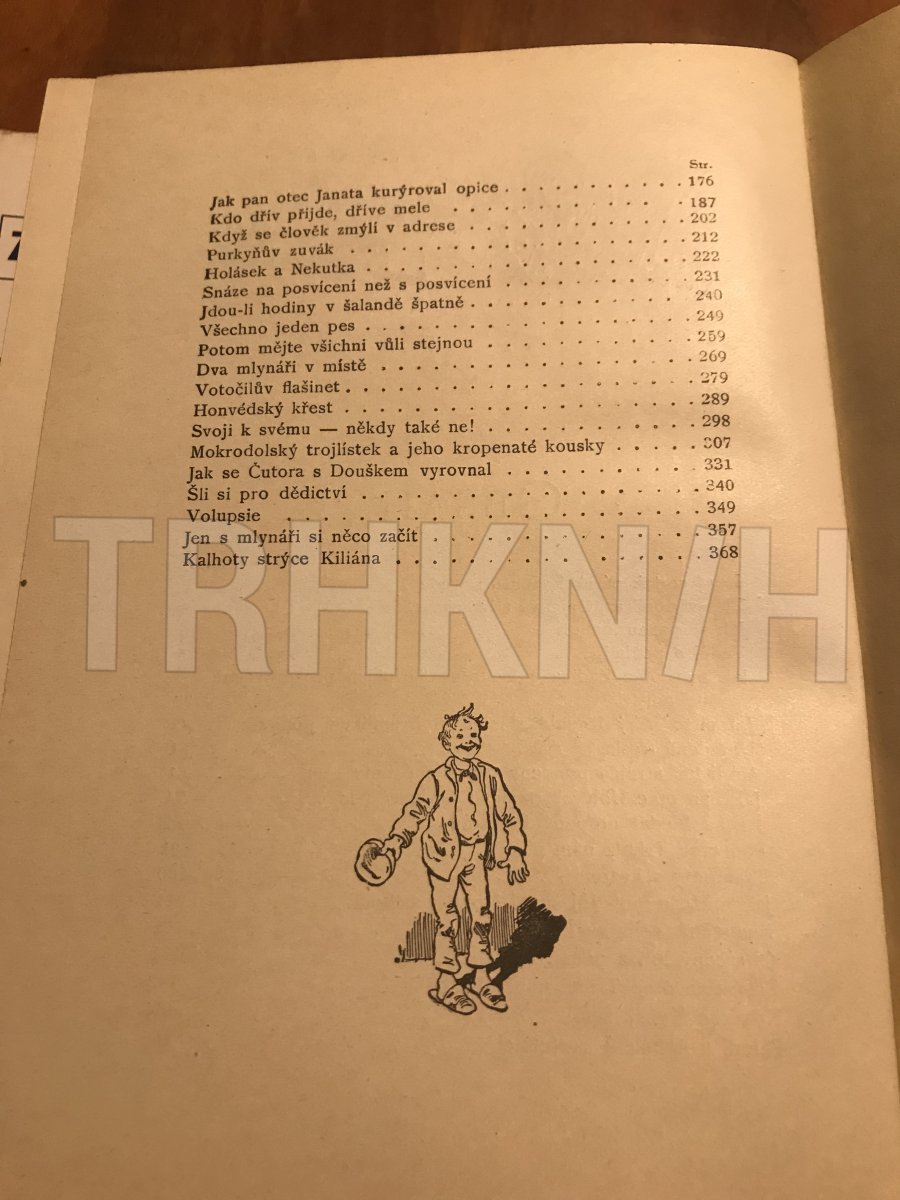 Str.
Jak pan otec Janata kurýroval opice . . . . . . . . . . 176
Kdo dřív přijde, dříve mele . . . . . . . . . . 187
Když se člověk zmýlí v adrese . . . . . . . . . . 202
Purkyňův zuvák . . . . . . . . . . 212
Holásek a Nekutka . . . . . . . . . . 222
Snáze na posvícení než s posvícení . . . . . . . . . . 231
Jdou-li hodiny v šalandě špatně . . . . . . . . . . 240
Všechno jeden pes . . . . . . . . . . 249
Potom mějte všichni vůli stejnou . . . . . . . . . . 259
Dva mlynáři v místě . . . . . . . . . . 269
Votočilův flašinet . . . . . . . . . . 279
Honvédský křest . . . . . . . . . . 289
Svoji k svému — někdy také ne! . . . . . . . . . . 298
Mokrodolský trojlístek a jeho kropenaté kousky . . . . . . 307
Jak se Čutora s Douškem vyrovnal . . . . . . . . . . 331
Šli si pro dědictví . . . . . . . . . . 340
Volupsie . . . . . . . . . . 349
Jen s mlynáři si něco začít . . . . . . . . . . 357
Kalhoty strýce Kiliána . . . . . . . . . . 368
TRHKN/H
7